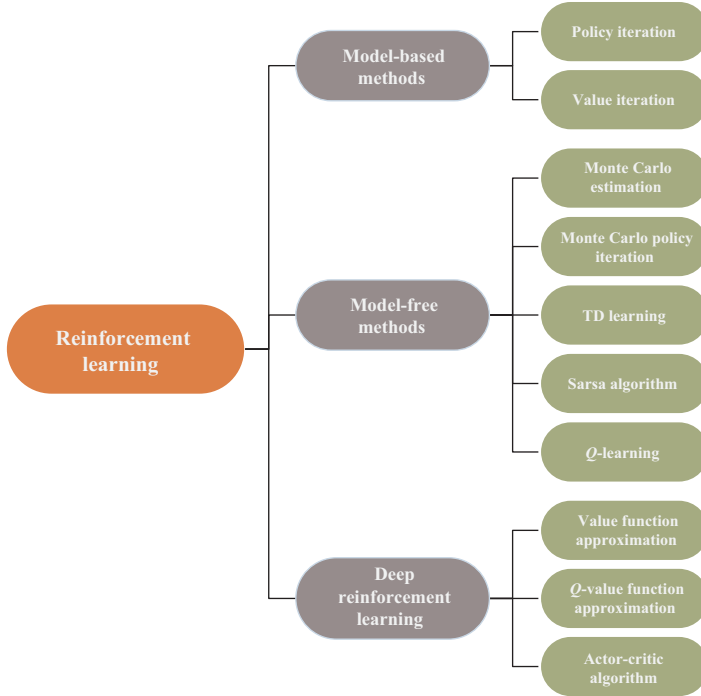 Reinforcement
learning
Model-based
methods
Policy iteration
Value iteration
Model-free
methods
Monte Carlo
estimation
Monte Carlo policy
iteration
TD learning
Sarsa algorithm
Q-learning
Deep
reinforcement
learning
Value function
approximation
Q-value function
approximation
Actor-critic
algorithm